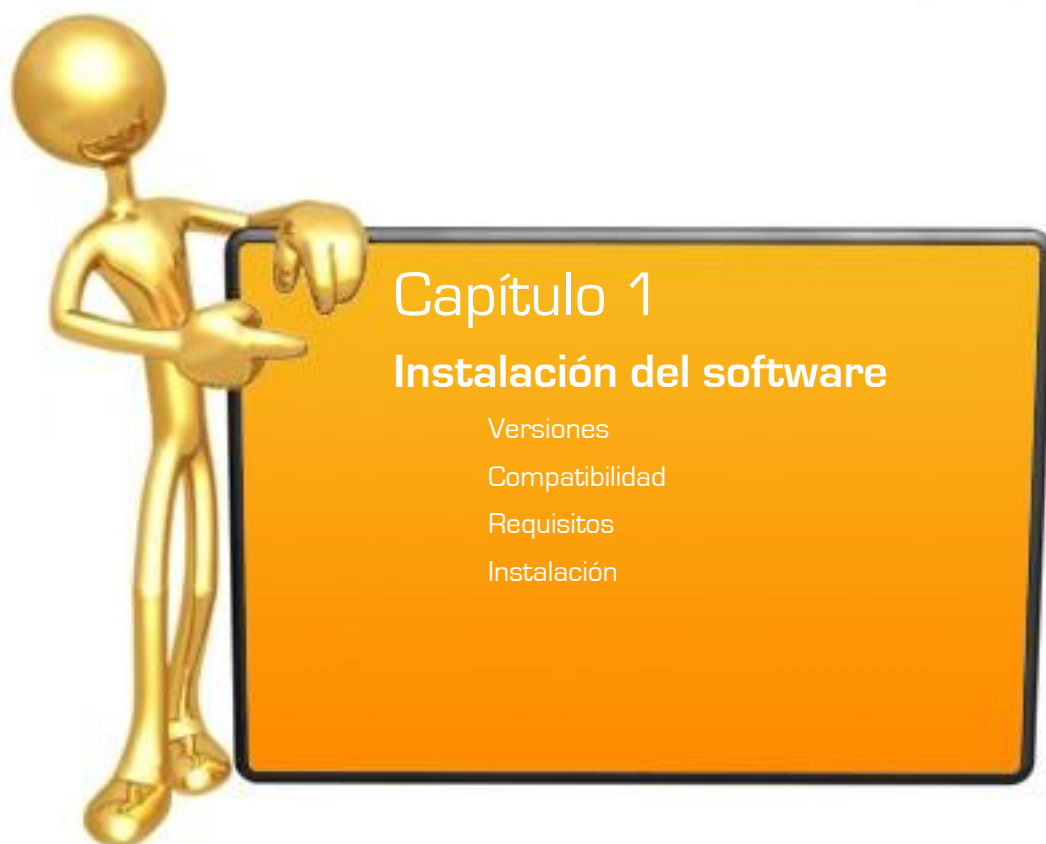 Capítulo 1
Instalación del software
Versiones
Compatibilidad
Requisitos
Instalación